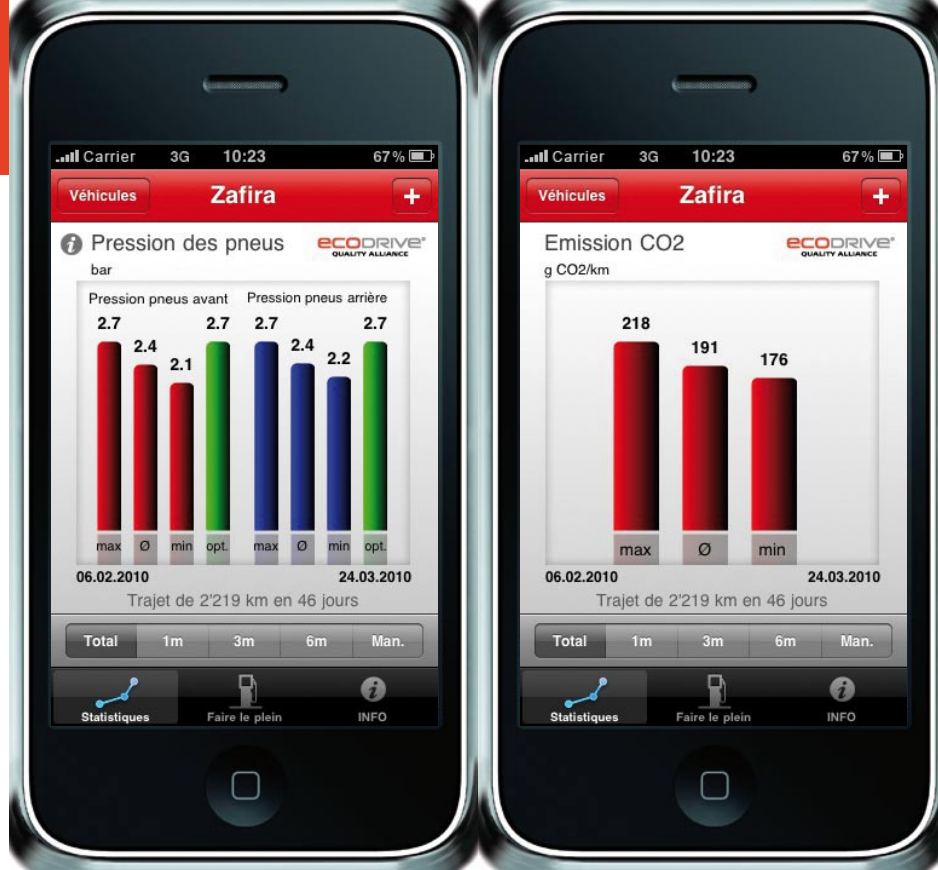 Carrier 3G 10:23 67%
Véhicules Zafira +
Pression des pneus ECODRIVE®
QUALITY ALLIANCE
bar
Pression pneus avant Pression pneus arrière
2.7 2.4 2.1 2.7 2.7 2.4 2.2 2.7
max Ø min opt. max Ø min opt.
06.02.2010 24.03.2010
Trajet de 2'219 km en 46 jours
Total 1m 3m 6m Man.
Statistiques Faire le plein INFO
Carrier 3G 10:23 67%
Véhicules Zafira +
Emission CO2 ECODRIVE®
QUALITY ALLIANCE
g CO2/km
218 191 176
max Ø min
06.02.2010 24.03.2010
Trajet de 2'219 km en 46 jours
Total 1m 3m 6m Man.
Statistiques Faire le plein INFO